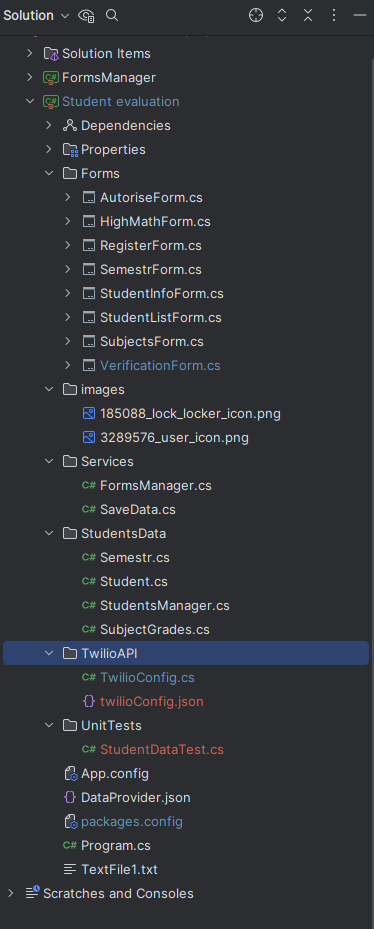 Solution
Solution Items
C# FormsManager
C# Student evaluation
Dependencies
Properties
Forms
AutoriseForm.cs
HighMathForm.cs
RegisterForm.cs
SemestrForm.cs
StudentInfoForm.cs
StudentListForm.cs
SubjectsForm.cs
VerificationForm.cs
images
185088_lock_locker_icon.png
3289576_user_icon.png
Services
C# FormsManager.cs
C# SaveData.cs
StudentsData
C# Semestr.cs
C# Student.cs
C# StudentsManager.cs
C# SubjectGrades.cs
TwilioAPI
C# TwilioConfig.cs
{} twilioConfig.json
UnitTests
C# StudentDataTest.cs
App.config
{} DataProvider.json
packages.config
C# Program.cs
TextFile1.txt
Scratches and Consoles